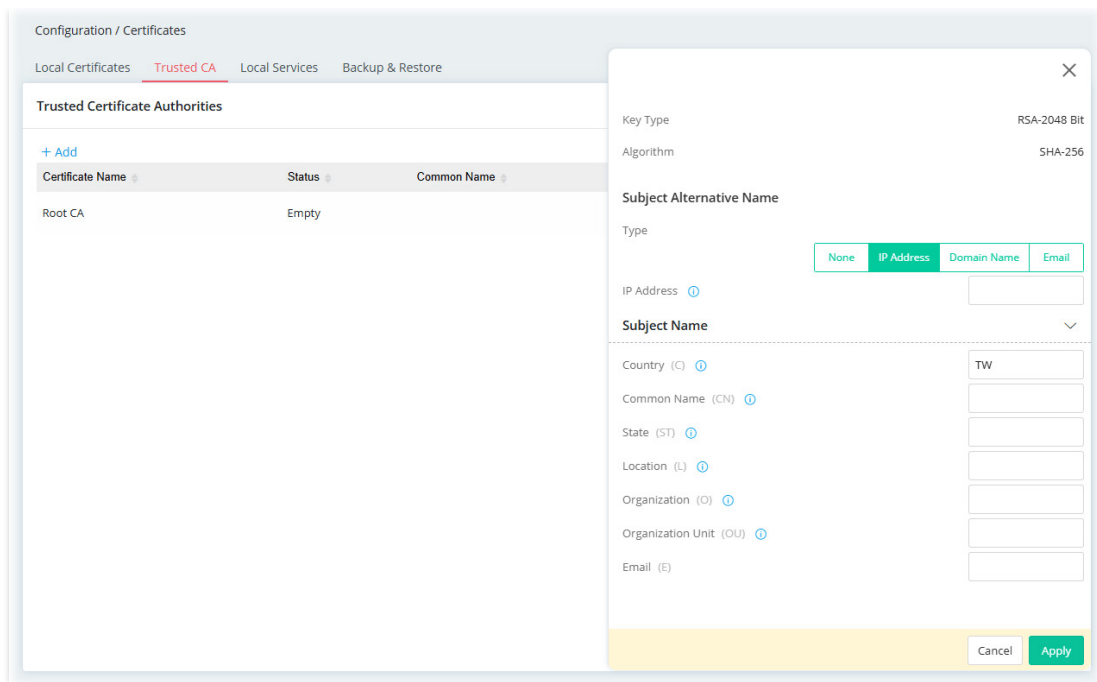 Configuration / Certificates
Local Certificates Trusted CA Local Services Backup & Restore
Trusted Certificate Authorities
+ Add
Certificate Name Status Common Name
Root CA Empty
Key Type RSA-2048 Bit
Algorithm SHA-256
Subject Alternative Name
Type
None IP Address Domain Name Email
IP Address
Subject Name
Country (C) TW
Common Name (CN)
State (ST)
Location (L)
Organization (O)
Organization Unit (OU)
Email (E)
Cancel Apply